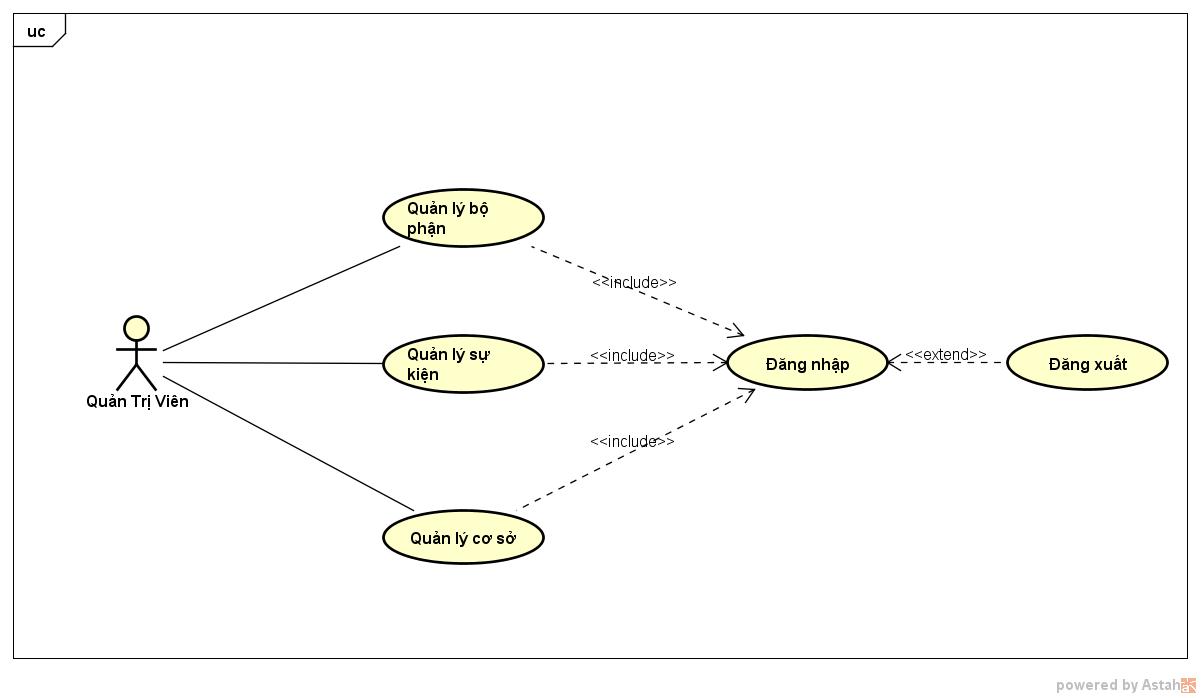 uc
Quản lý bộ
phận
<<include>>
Quản lý sự
kiện
<<include>>
Đăng nhập
<<extend>>
Đăng xuất
Quản Trị Viên
<<include>>
Quản lý cơ sở
powered by Astah